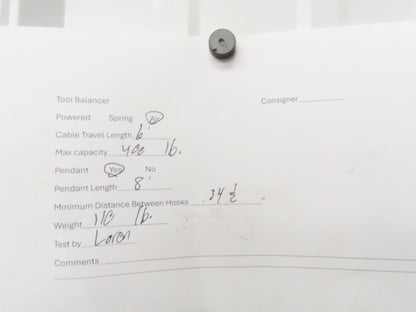 Tool Balancer Consigner
Powered Spring Air
Cable Travel Length 6'
Max capacity 400 lb.
Pendant Yes No
Pendant Length 8'
Minimum Distance Between Hooks 34 ½
Weight 110 lb.
Test by Loren
Comments